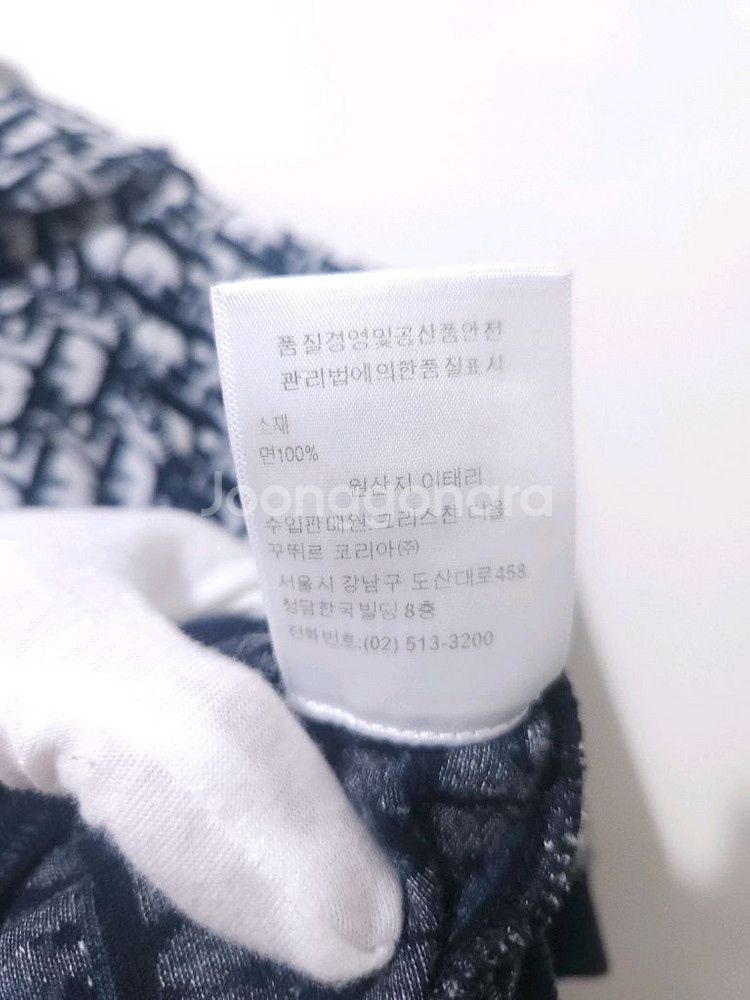 품질경영및공산품안전
관리법에의한품질표시
소재
면100%
원산지 이태리
수입판매원:크리스챤 디올
꾸뛰르 코리아㈜
서울시 강남구 도산대로458
청담한국빌딩 8층
전화번호:(02) 513-3200
Joonggonara